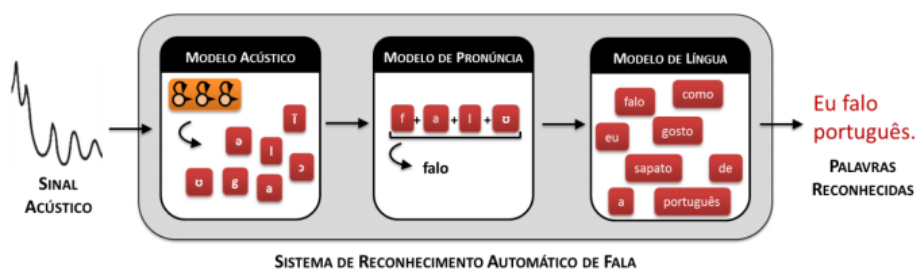 MODELO ACÚSTICO
ə
l
ĩ
ʊ
g
a
ɔ
MODELO DE PRONÚNCIA
f + a + l + ʊ
falo
MODELO DE LÍNGUA
falo
como
eu
gosto
sapato
de
a
português
SINAL
ACÚSTICO
Eu falo
português.
PALAVRAS
RECONHECIDAS
SISTEMA DE RECONHECIMENTO AUTOMÁTICO DE FALA